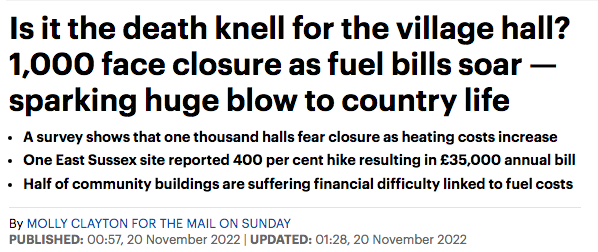 Is it the death knell for the village hall?
1,000 face closure as fuel bills soar —
sparking huge blow to country life
• A survey shows that one thousand halls fear closure as heating costs increase
• One East Sussex site reported 400 per cent hike resulting in £35,000 annual bill
• Half of community buildings are suffering financial difficulty linked to fuel costs
By MOLLY CLAYTON FOR THE MAIL ON SUNDAY
PUBLISHED: 00:57, 20 November 2022 | UPDATED: 01:28, 20 November 2022